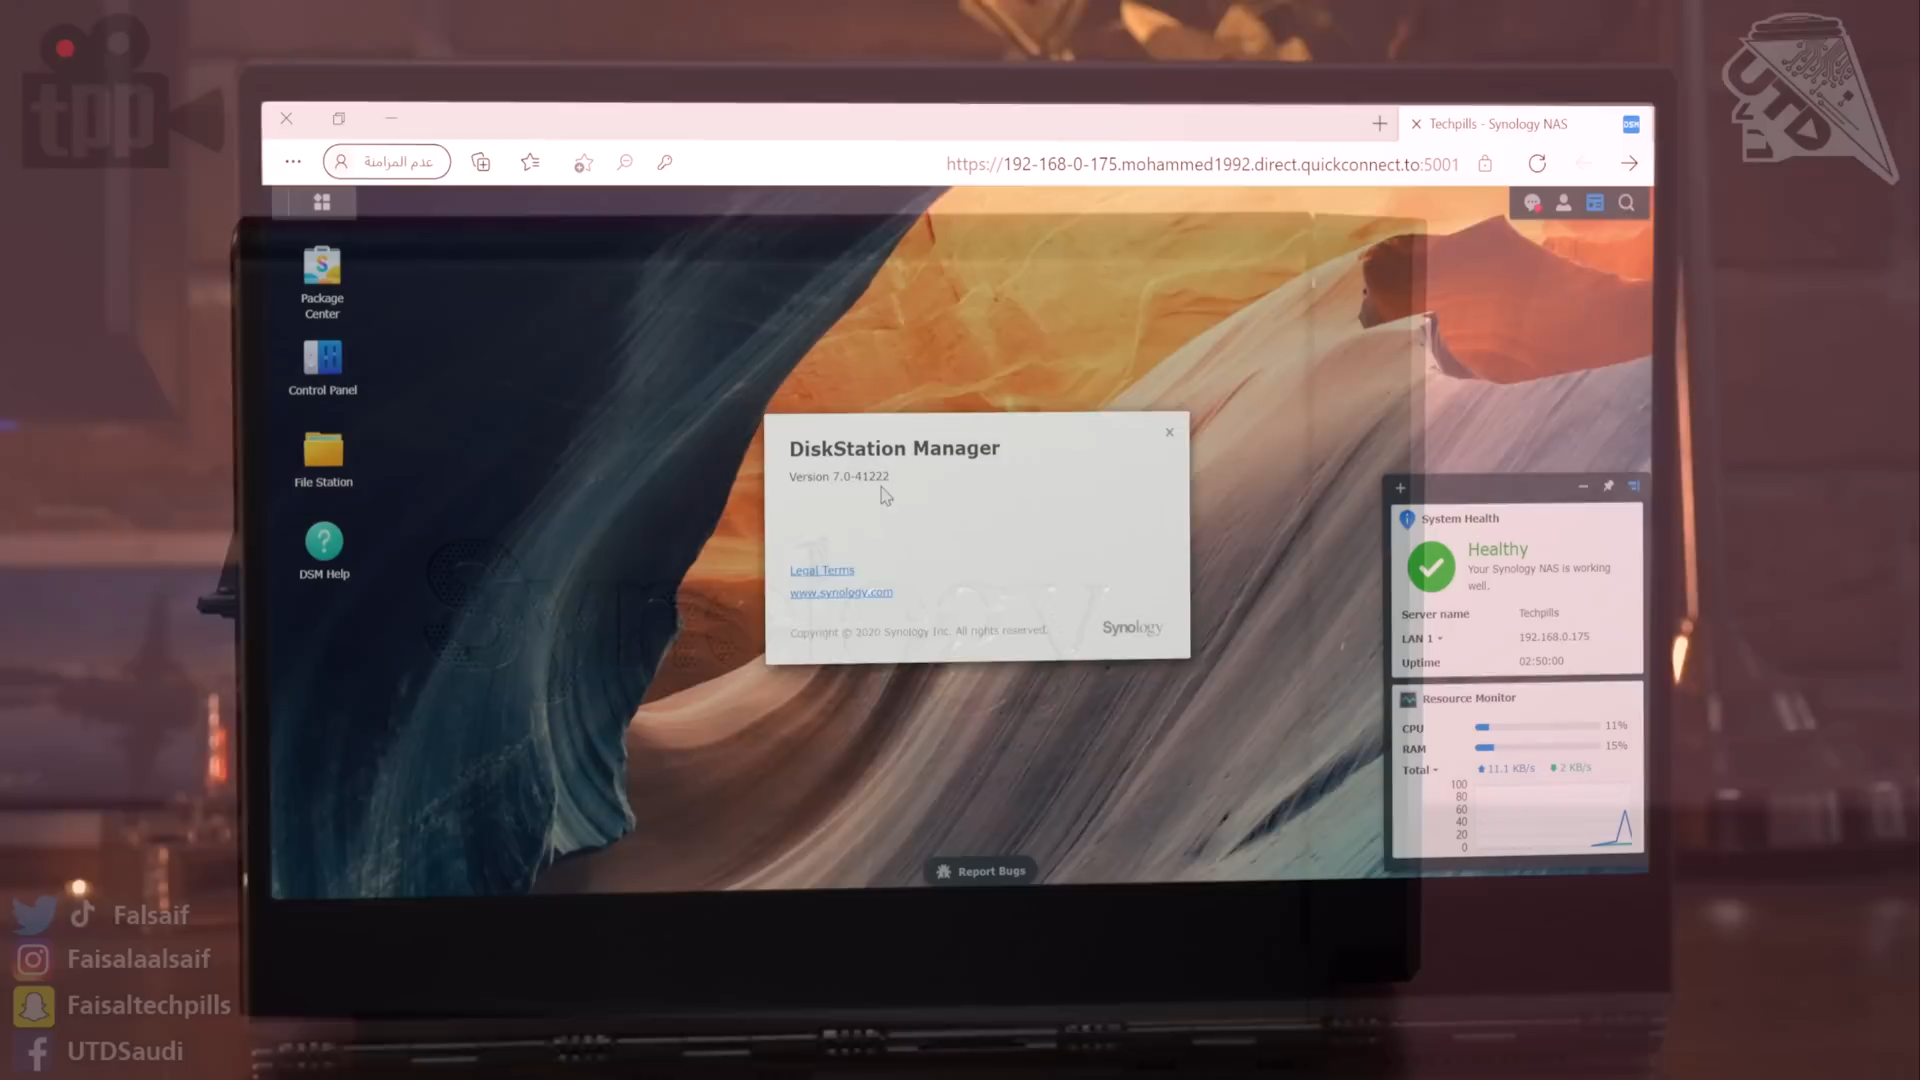 tpp
UTD
ONE
Techpills - Synology NAS
DSM
عدم المزامنة
https://192-168-0-175.mohammed1992.direct.quickconnect.to:5001
Package
Center
Control Panel
File Station
DSM Help
DiskStation Manager
Version 7.0-41222
Legal Terms
www.synology.com
Copyright © 2020 Synology Inc. All rights reserved.
Synology
System Health
Healthy
Your Synology NAS is working
well.
Server name Techpills
LAN 1 192.168.0.175
Uptime 02:50:00
Resource Monitor
CPU 11%
RAM 15%
Total 11.1 KB/s 2 KB/s
100
80
60
40
20
0
Report Bugs
Falsaif
Faisalaalsaif
Faisaltechpills
UTDSaudi